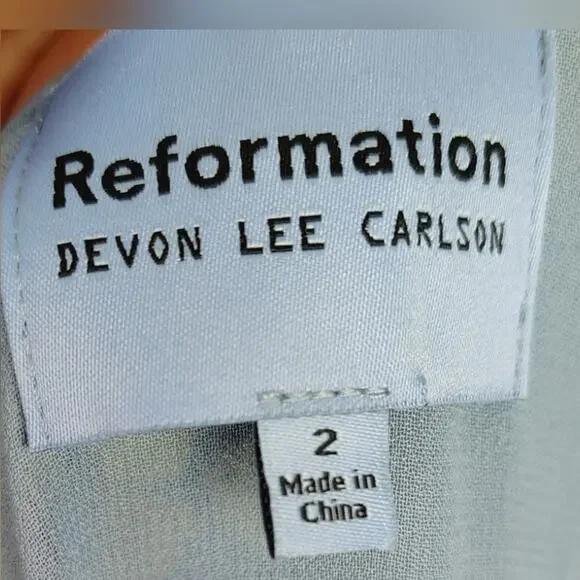 Reformation
DEVON LEE CARLSON
2
Made in
China